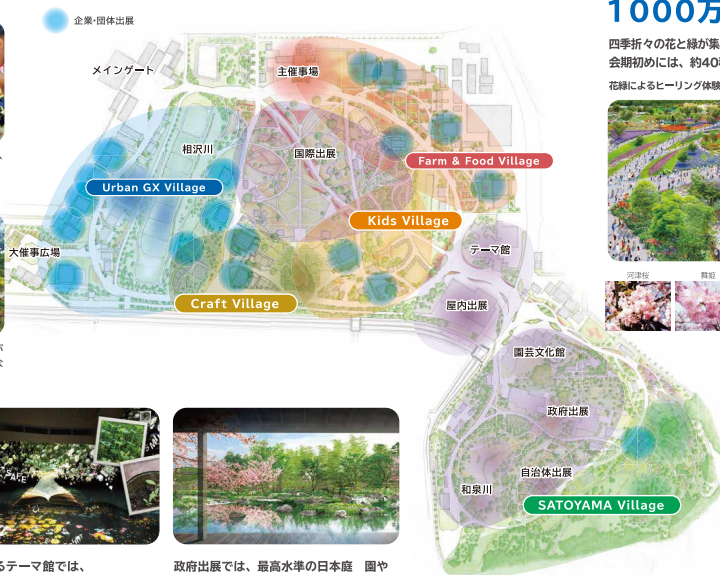 企業・団体出展
メインゲート
主催事場
相沢川
国際出展
Farm & Food Village
Urban GX Village
Kids Village
大催事広場
テーマ館
Craft Village
屋内出展
園芸文化館
政府出展
自治体出展
和泉川
SATOYAMA Village
1000万
四季折々の花と緑が集
会期初めには、約40
花緑によるヒーリング体験
河津桜
舞姫
SAFE
るテーマ館では、
政府出展では、最高水準の日本庭 園や